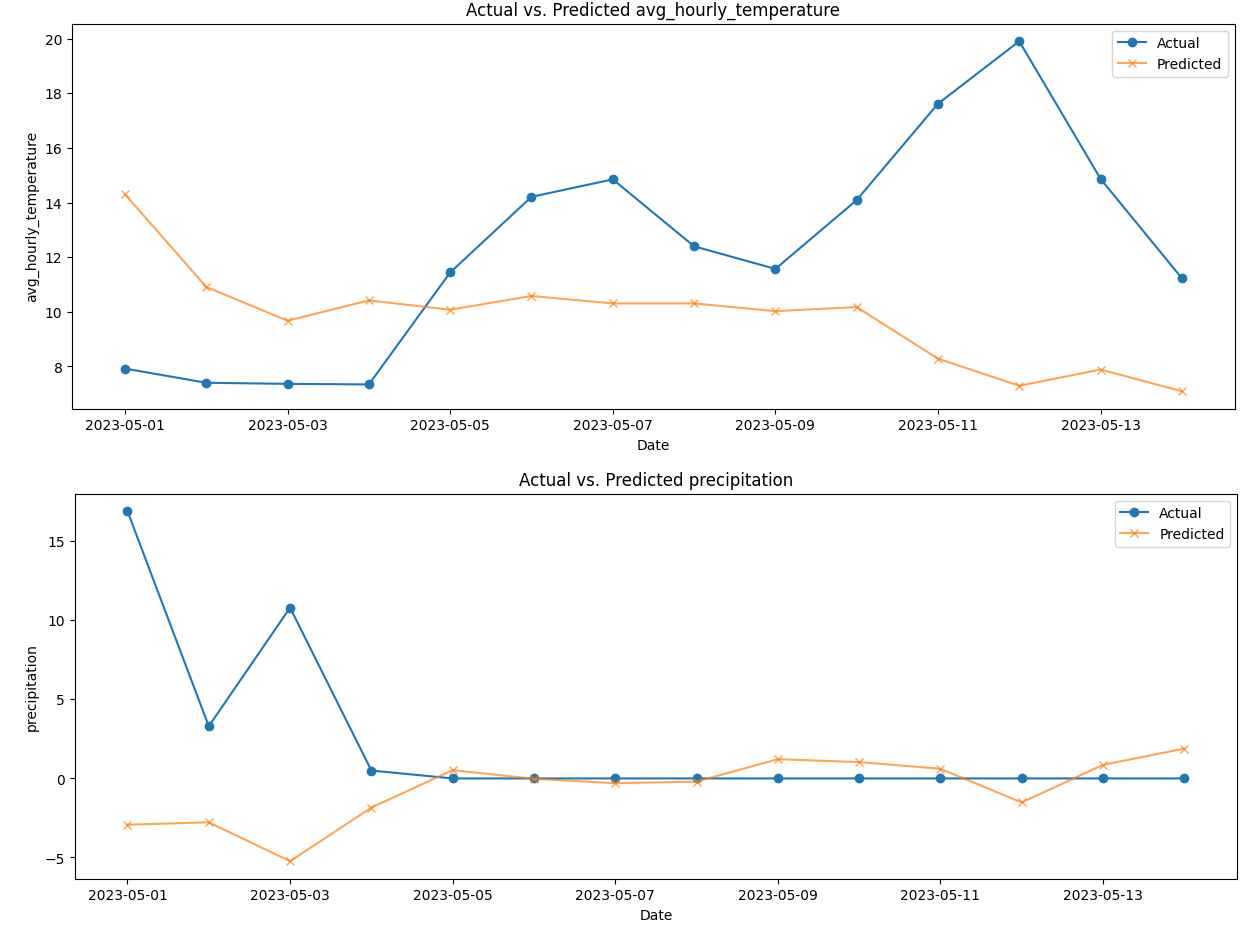 Actual vs. Predicted avg_hourly_temperature
Actual
Predicted
avg_hourly_temperature
20
18
16
14
12
10
8
2023-05-01 2023-05-03 2023-05-05 2023-05-07 2023-05-09 2023-05-11 2023-05-13
Date
Actual vs. Predicted precipitation
Actual
Predicted
precipitation
15
10
5
0
−5
2023-05-01 2023-05-03 2023-05-05 2023-05-07 2023-05-09 2023-05-11 2023-05-13
Date